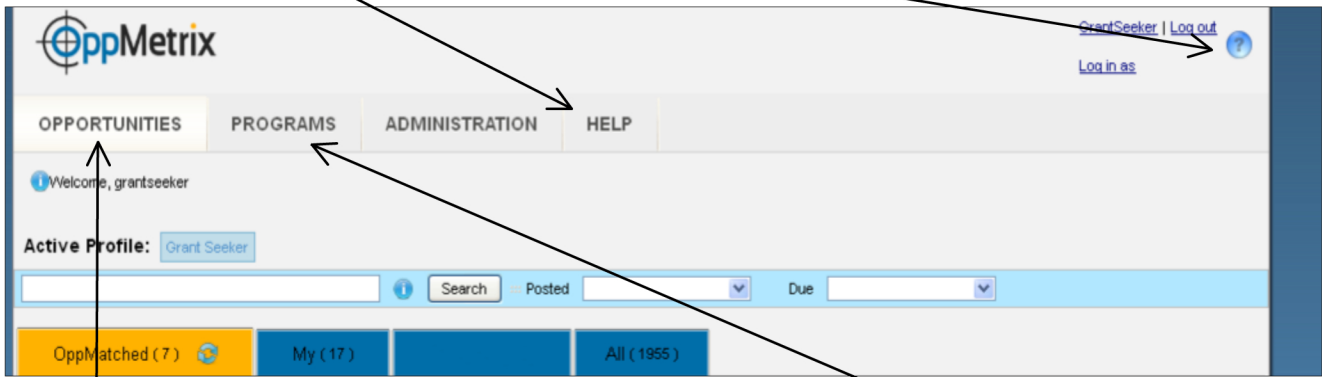 OppMetrix
GrantSeeker | Log out
?
Log in as
OPPORTUNITIES PROGRAMS ADMINISTRATION HELP
i Welcome, grantseeker
Active Profile: Grant Seeker
i Search Posted Due
OppMatched ( 7 ) My ( 17 ) All ( 1955 )